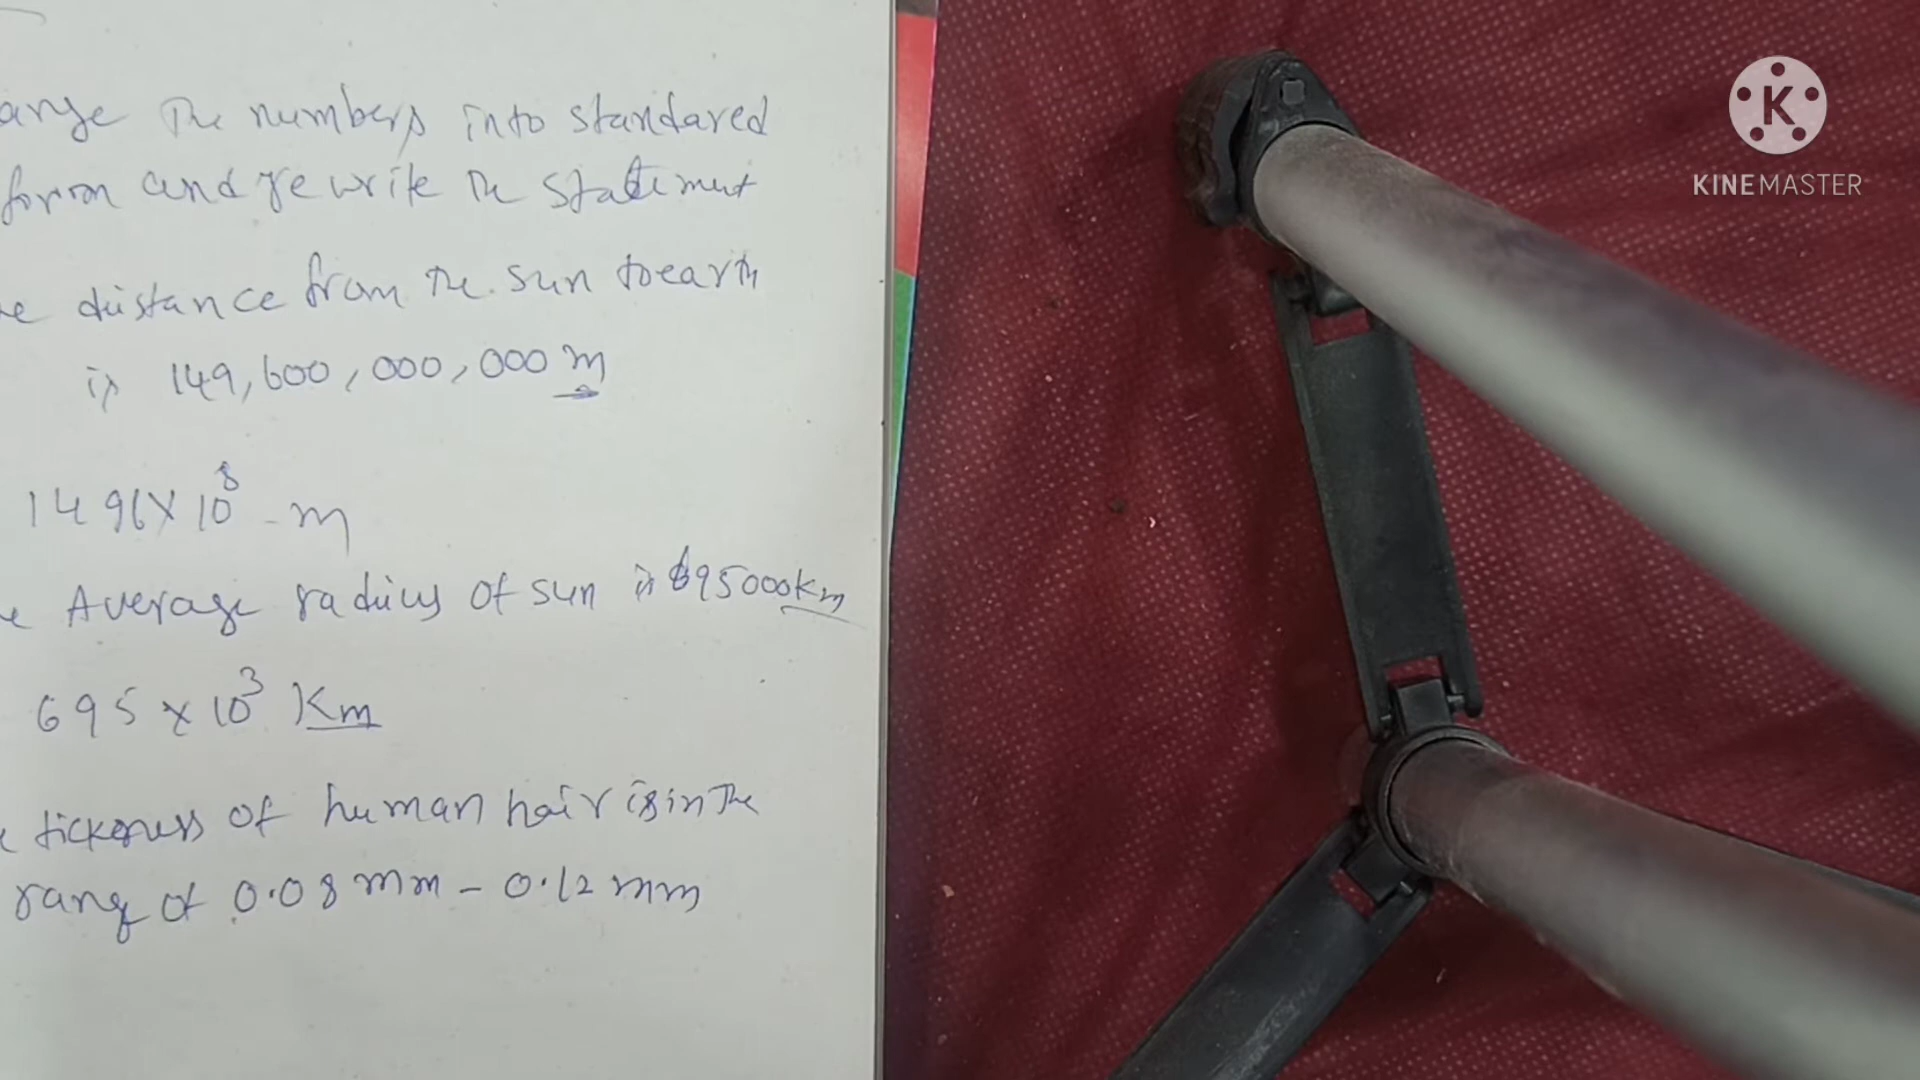 ange The numbers into standared
form and rewrite the statement
e distance from the sun to earth
is 149,600,000,000 m
1496 X 10^8 - m
e Average radius of sun is 695000km
695 x 10^3 Km
e tickness of human hair is in The
rang of 0.08 mm - 0.12 mm
K
KINEMASTER